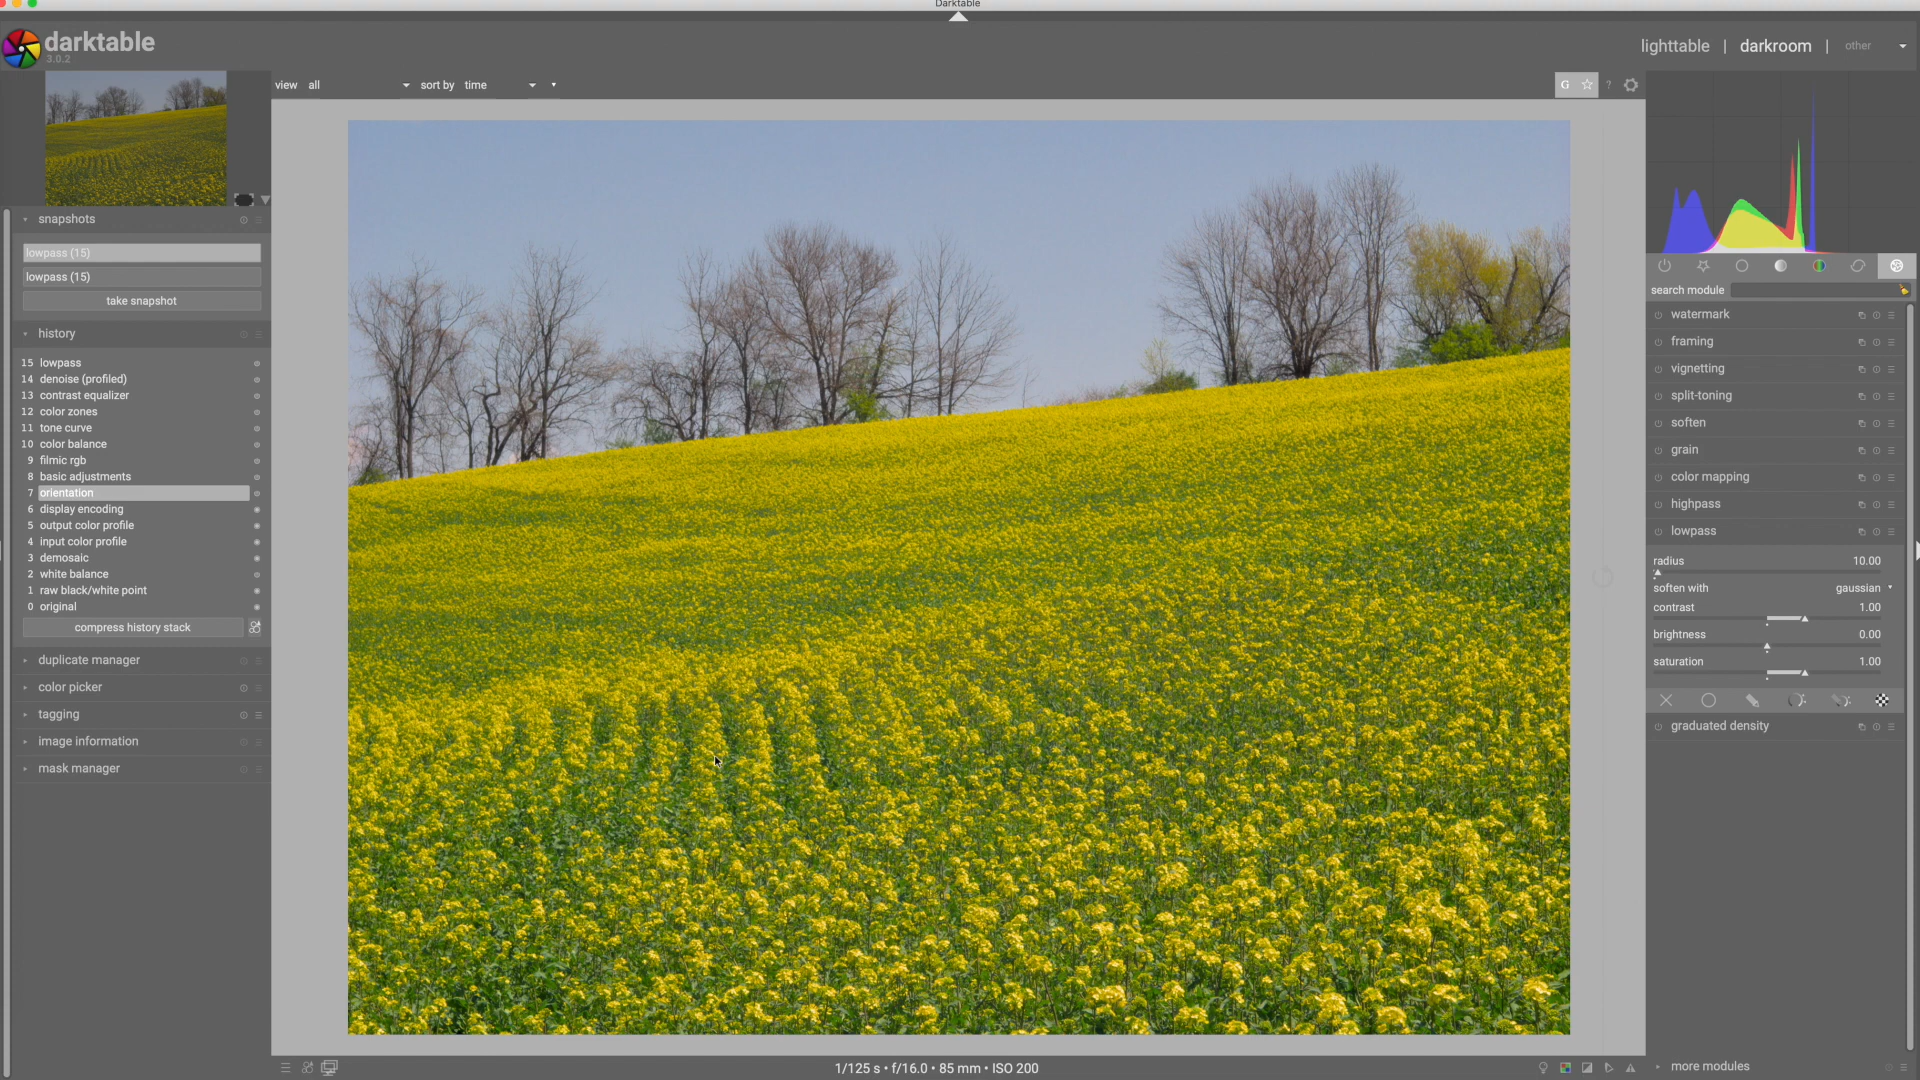 Darktable
darktable
3.0.2
lighttable | darkroom | other
view all sort by time
G ?
snapshots
lowpass (15)
lowpass (15)
take snapshot
history
15 lowpass
14 denoise (profiled)
13 contrast equalizer
12 color zones
11 tone curve
10 color balance
9 filmic rgb
8 basic adjustments
7 orientation
6 display encoding
5 output color profile
4 input color profile
3 demosaic
2 white balance
1 raw black/white point
0 original
compress history stack
duplicate manager
color picker
tagging
image information
mask manager
search module
watermark
framing
vignetting
split-toning
soften
grain
color mapping
highpass
lowpass
radius 10.00
soften with gaussian
contrast 1.00
brightness 0.00
saturation 1.00
graduated density
1/125 s • f/16.0 • 85 mm • ISO 200
more modules